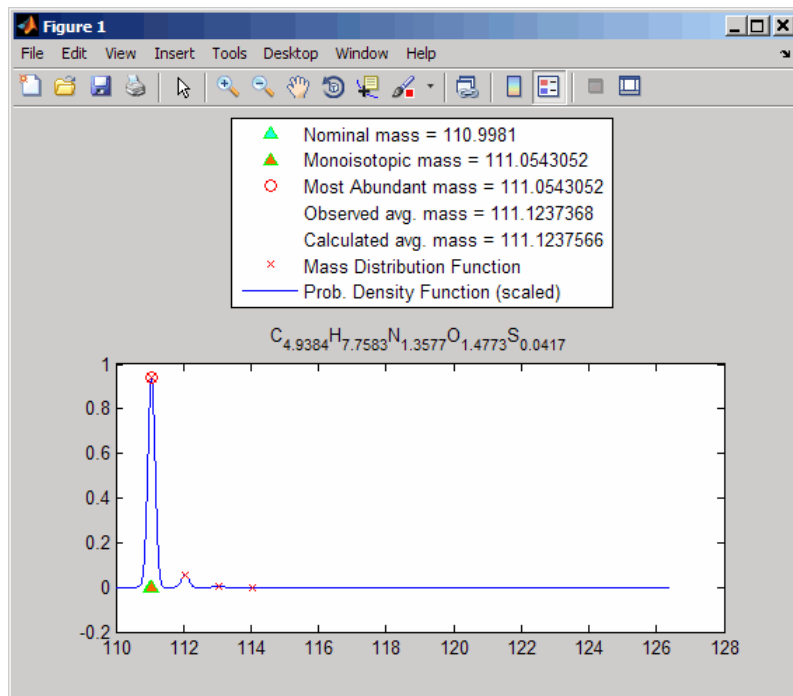 Figure 1
File Edit View Insert Tools Desktop Window Help
Nominal mass = 110.9981
Monoisotopic mass = 111.0543052
Most Abundant mass = 111.0543052
Observed avg. mass = 111.1237368
Calculated avg. mass = 111.1237566
Mass Distribution Function
Prob. Density Function (scaled)
C4.9384H7.7583N1.3577O1.4773S0.0417
1
0.8
0.6
0.4
0.2
0
-0.2
110 112 114 116 118 120 122 124 126 128